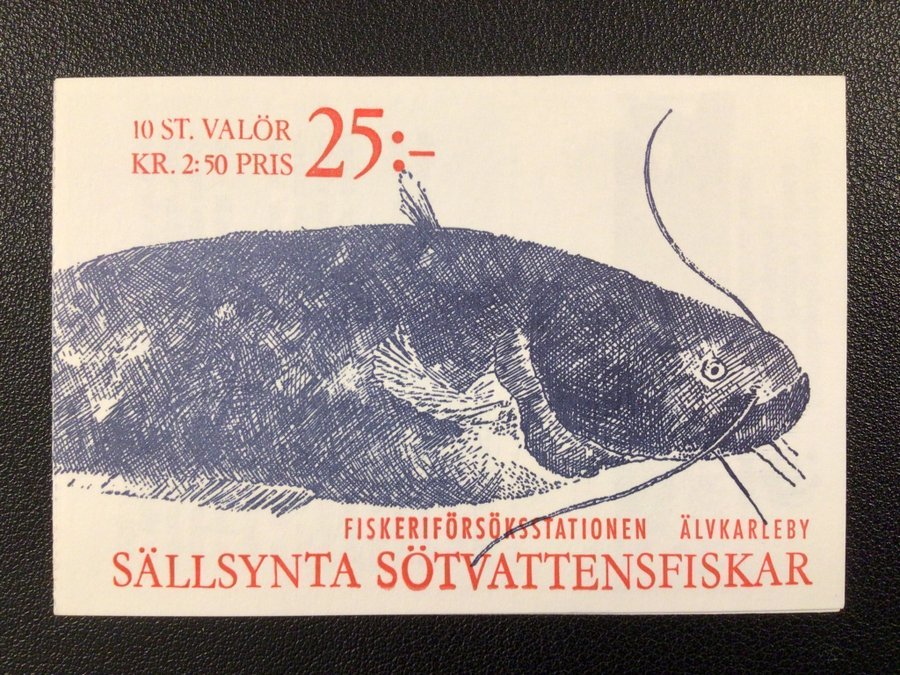 10 ST. VALÖR
KR. 2:50 PRIS 25:-
FISKERIFÖRSÖKSSTATIONEN ÄLVKARLEBY
SÄLLSYNTA SÖTVATTENSFISKAR